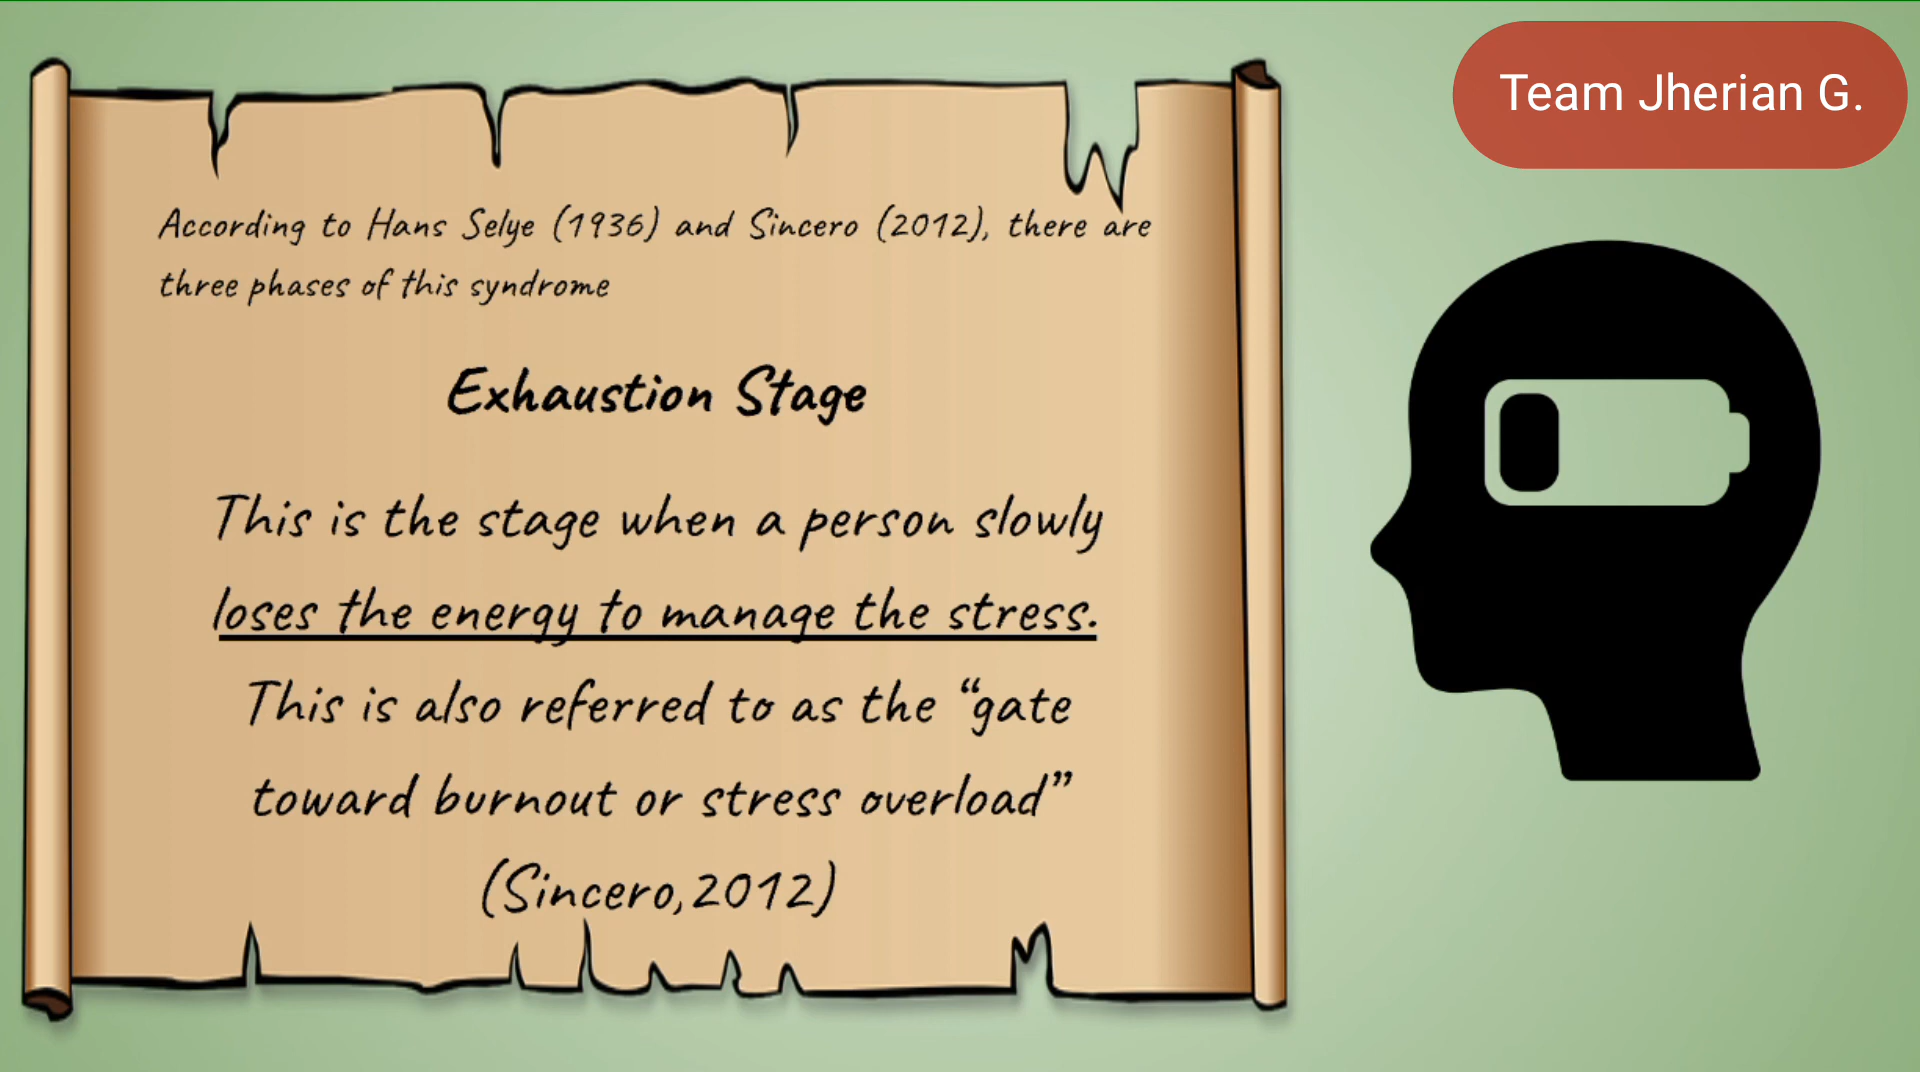 Team Jherian G.
According to Hans Selye (1936) and Sincero (2012), there are
three phases of this syndrome
Exhaustion Stage
This is the stage when a person slowly
loses the energy to manage the stress.
This is also referred to as the “gate
toward burnout or stress overload”
(Sincero,2012)